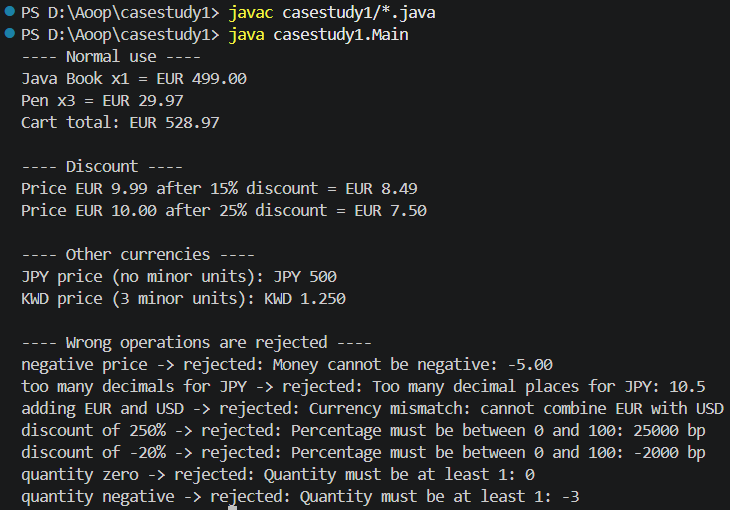 PS D:\Aoop\casestudy1> javac casestudy1/*.java
PS D:\Aoop\casestudy1> java casestudy1.Main
---- Normal use ----
Java Book x1 = EUR 499.00
Pen x3 = EUR 29.97
Cart total: EUR 528.97

---- Discount ----
Price EUR 9.99 after 15% discount = EUR 8.49
Price EUR 10.00 after 25% discount = EUR 7.50

---- Other currencies ----
JPY price (no minor units): JPY 500
KWD price (3 minor units): KWD 1.250

---- Wrong operations are rejected ----
negative price -> rejected: Money cannot be negative: -5.00
too many decimals for JPY -> rejected: Too many decimal places for JPY: 10.5
adding EUR and USD -> rejected: Currency mismatch: cannot combine EUR with USD
discount of 250% -> rejected: Percentage must be between 0 and 100: 25000 bp
discount of -20% -> rejected: Percentage must be between 0 and 100: -2000 bp
quantity zero -> rejected: Quantity must be at least 1: 0
quantity negative -> rejected: Quantity must be at least 1: -3